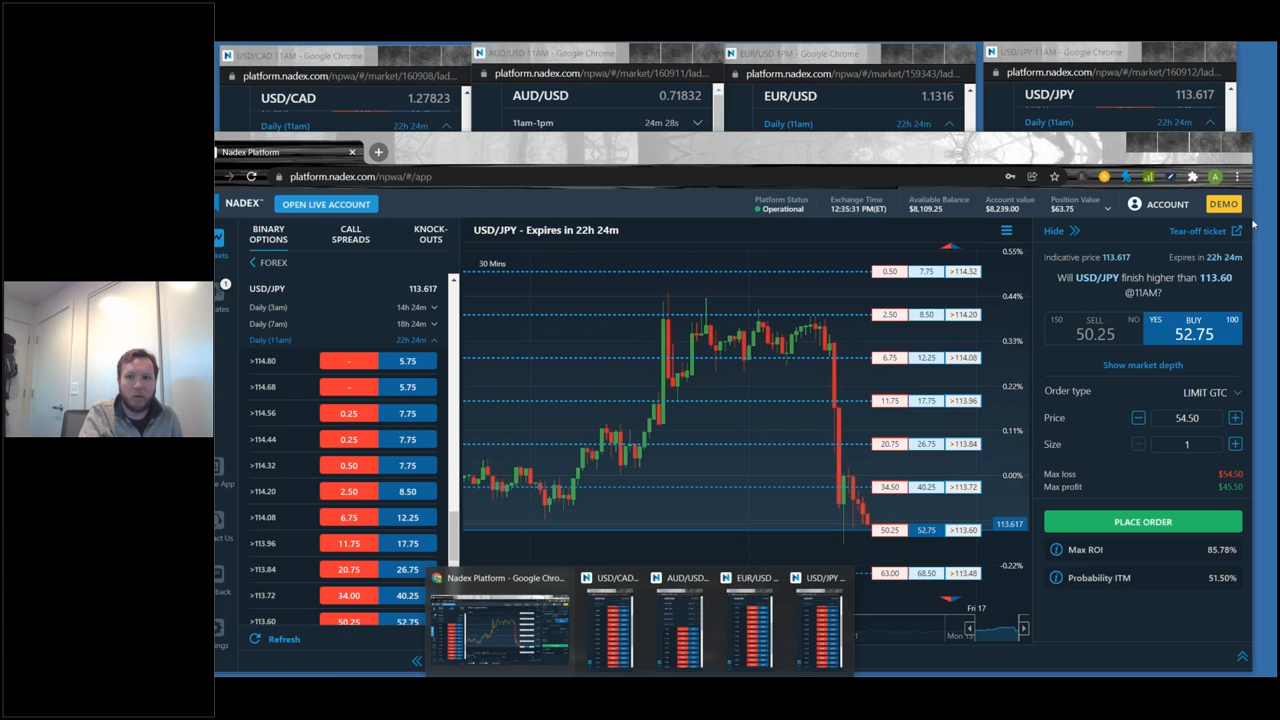 USD/CAD 11AM - Google Chrome
platform.nadex.com/npwa/#/market/160908/lad...
USD/CAD 1.27823
Daily (11am) 22h 24m
AUD/USD 11AM - Google Chrome
platform.nadex.com/npwa/#/market/160911/lad...
AUD/USD 0.71832
11am-1pm 24m 28s
EUR/USD 1PM - Google Chrome
platform.nadex.com/npwa/#/market/159343/lad...
EUR/USD 1.1316
Daily (11am) 22h 24m
USD/JPY 11AM - Google Chrome
platform.nadex.com/npwa/#/market/160912/lad...
USD/JPY 113.617
Daily (11am) 22h 24m
Nadex Platform
platform.nadex.com/npwa/#/app
NADEX
OPEN LIVE ACCOUNT
Platform Status
Operational
Exchange Time
12:35:31 PM(ET)
Available Balance
$8,109.25
Account value
$8,239.00
Position Value
$63.75
ACCOUNT
DEMO
BINARY OPTIONS
CALL SPREADS
KNOCK-OUTS
FOREX
USD/JPY 113.617
Daily (3am) 14h 24m
Daily (7am) 18h 24m
Daily (11am) 22h 24m
>114.80 - 5.75
>114.68 - 5.75
>114.56 0.25 7.75
>114.44 0.25 7.75
>114.32 0.50 7.75
>114.20 2.50 8.50
>114.08 6.75 12.25
>113.96 11.75 17.75
>113.84 20.75 26.75
>113.72 34.00 40.25
>113.60 50.25 52.75
Refresh
USD/JPY - Expires in 22h 24m
30 Mins
0.50 7.75 >114.32
2.50 8.50 >114.20
6.75 12.25 >114.08
11.75 17.75 >113.96
20.75 26.75 >113.84
34.50 40.25 >113.72
50.25 52.75 >113.60
63.00 68.50 >113.48
0.55%
0.44%
0.33%
0.22%
0.11%
0.00%
113.617
-0.22%
Fri 17
Mon
Hide
Tear-off ticket
Indicative price 113.617
Expires in 22h 24m
Will USD/JPY finish higher than 113.60
@11AM?
150 SELL NO
50.25
YES BUY 100
52.75
Show market depth
Order type LIMIT GTC
Price 54.50
Size 1
Max loss $54.50
Max profit $45.50
PLACE ORDER
Max ROI 85.78%
Probability ITM 51.50%
Nadex Platform - Google Chro...
USD/CAD...
AUD/USD...
EUR/USD ...
USD/JPY ...